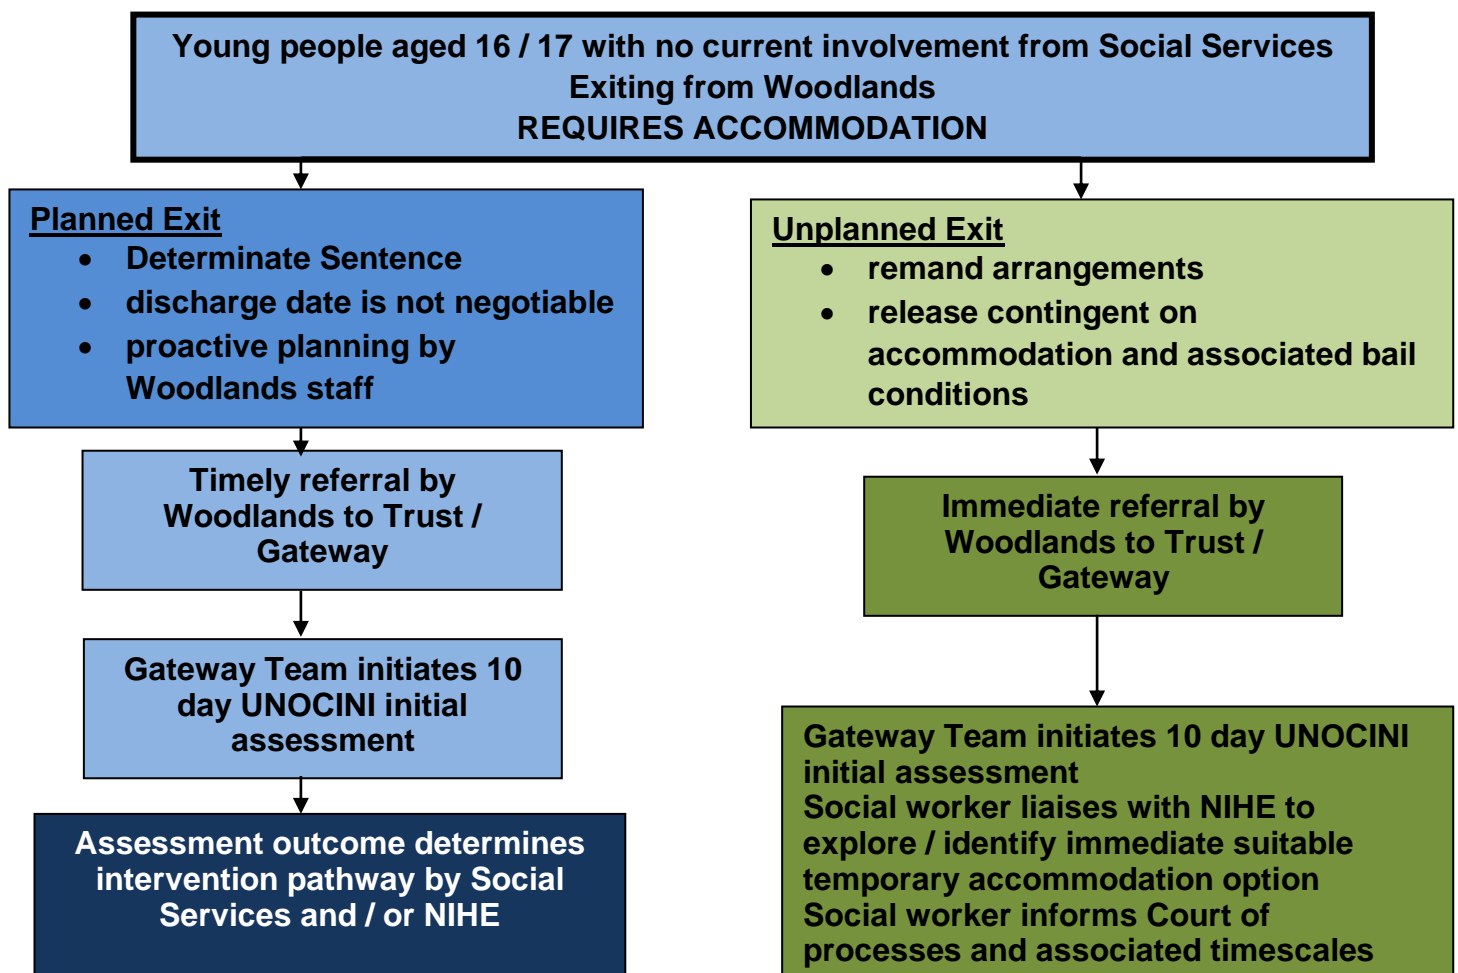 Young people aged 16 / 17 with no current involvement from Social Services
Exiting from Woodlands
REQUIRES ACCOMMODATION
Planned Exit
• Determinate Sentence
• discharge date is not negotiable
• proactive planning by
Woodlands staff
Timely referral by
Woodlands to Trust /
Gateway
Gateway Team initiates 10
day UNOCINI initial
assessment
Assessment outcome determines
intervention pathway by Social
Services and / or NIHE
Unplanned Exit
• remand arrangements
• release contingent on
accommodation and associated bail
conditions
Immediate referral by
Woodlands to Trust /
Gateway
Gateway Team initiates 10 day UNOCINI
initial assessment
Social worker liaises with NIHE to
explore / identify immediate suitable
temporary accommodation option
Social worker informs Court of
processes and associated timescales